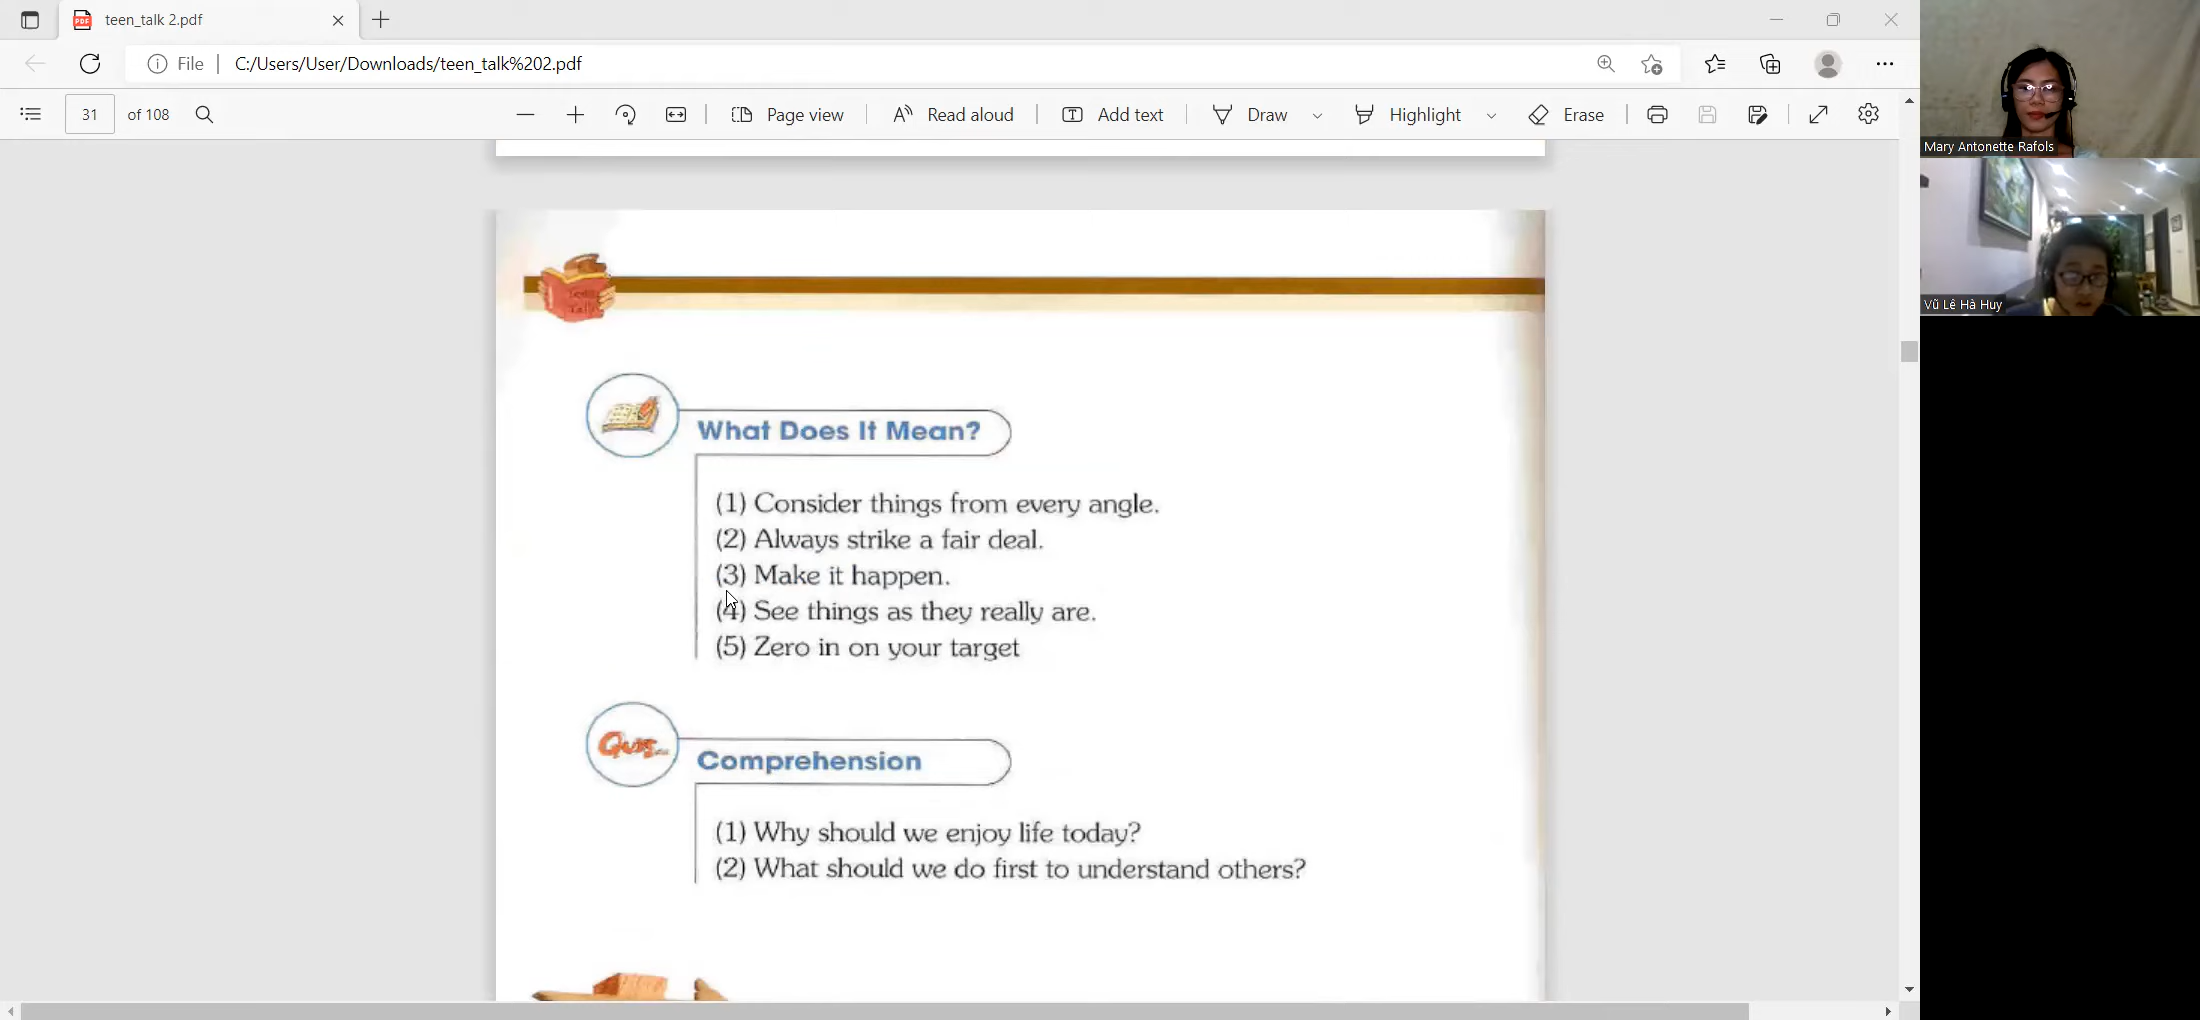 teen_talk 2.pdf
File
C:/Users/User/Downloads/teen_talk%202.pdf
31 of 108
Page view
Read aloud
Add text
Draw
Highlight
Erase
Mary Antonette Rafols
Vũ Lê Hà Huy
What Does It Mean?
(1) Consider things from every angle.
(2) Always strike a fair deal.
(3) Make it happen.
(4) See things as they really are.
(5) Zero in on your target
Quiz...
Comprehension
(1) Why should we enjoy life today?
(2) What should we do first to understand others?